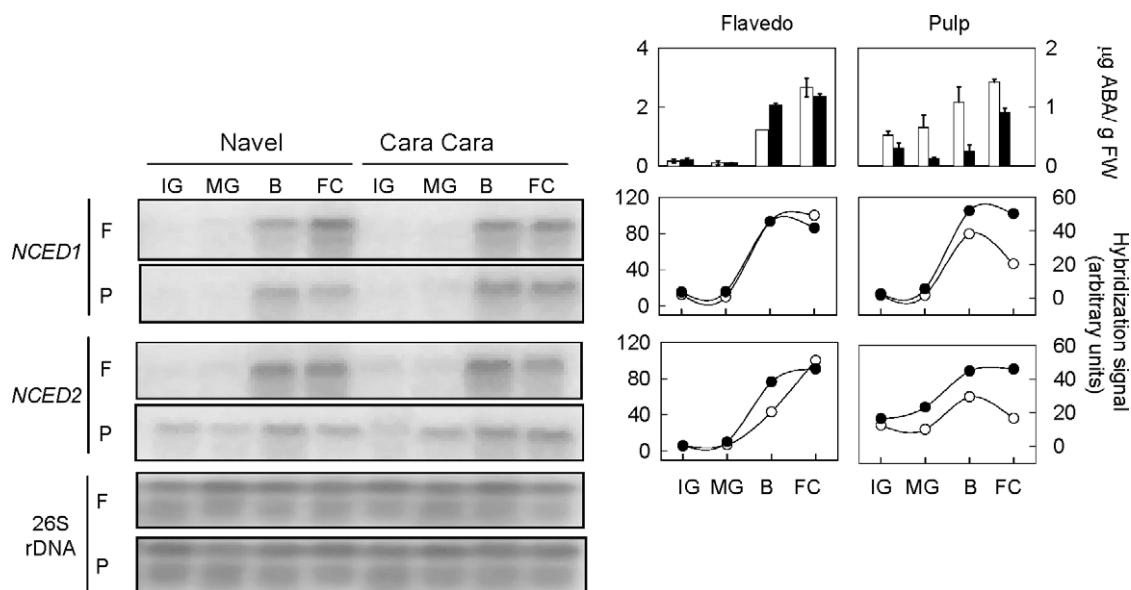 Flavedo Pulp
4 2
2 1
0 0
μg ABA/ g FW
Navel Cara Cara
IG MG B FC IG MG B FC
NCED1
F
P
NCED2
F
P
26S
rDNA
F
P
120 60
80 40
40 20
0 0
120 60
80 40
40 20
0 0
Hybridization signal
(arbitrary units)
IG MG B FC IG MG B FC